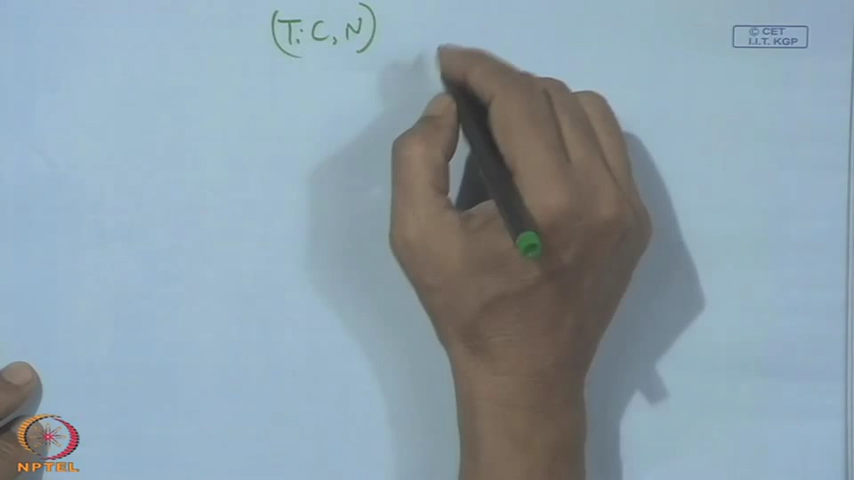 (T: C, N)
© CET
I.I.T. KGP
NPTEL